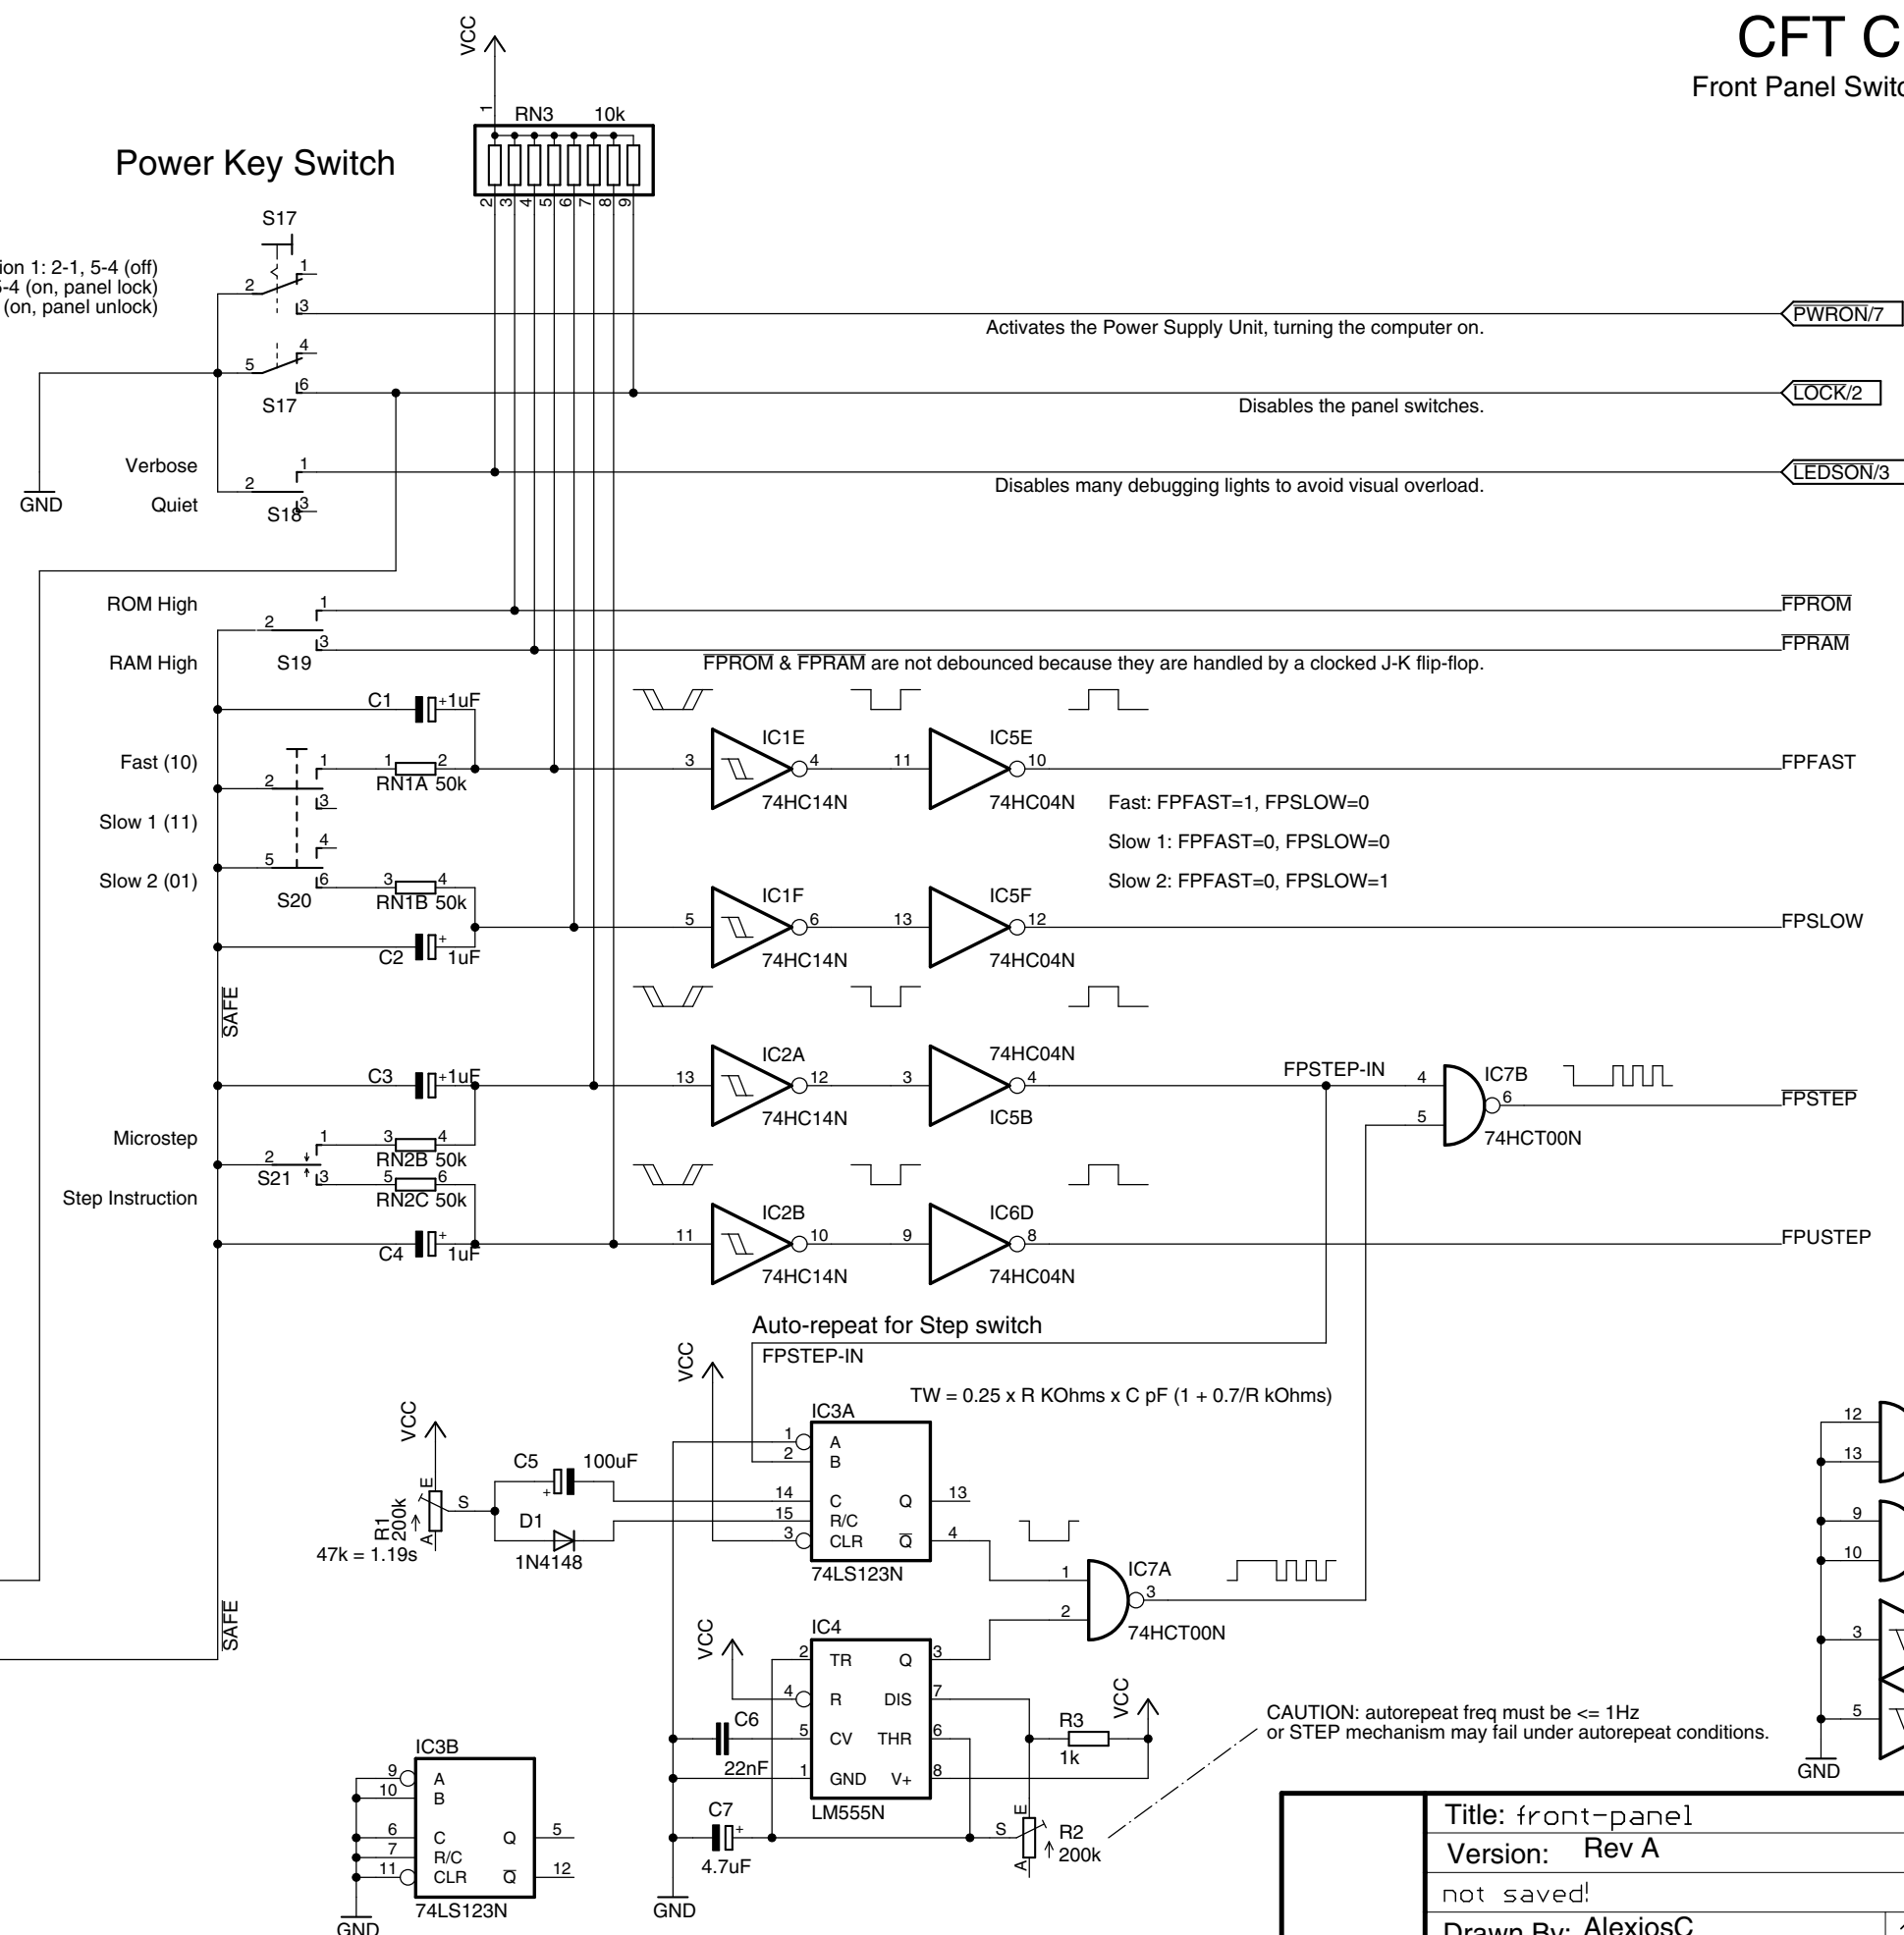 CFT C
Front Panel Switc
VCC
1
RN3 10k
Power Key Switch
2 3 4 5 6 7 8 9
S17
ion 1: 2-1, 5-4 (off)
5-4 (on, panel lock)
(on, panel unlock)
2 1
3
Activates the Power Supply Unit, turning the computer on.
PWRON/7
5 4
6
S17
Disables the panel switches.
LOCK/2
Verbose
Quiet
2 1
3
S18
GND
Disables many debugging lights to avoid visual overload.
LEDSON/3
ROM High
RAM High
2 1
3
S19
FPROM
FPRAM
FPROM & FPRAM are not debounced because they are handled by a clocked J-K flip-flop.
C1 +1uF
Fast (10)
Slow 1 (11)
Slow 2 (01)
2 1
3
5 4
6
S20
1 2
RN1A 50k
3 4
RN1B 50k
C2 + 1uF
3 IC1E 4
74HC14N
11 IC5E 10
74HC04N
FPFAST
Fast: FPFAST=1, FPSLOW=0
Slow 1: FPFAST=0, FPSLOW=0
Slow 2: FPFAST=0, FPSLOW=1
5 IC1F 6
74HC14N
13 IC5F 12
74HC04N
FPSLOW
SAFE
C3 +1uF
13 IC2A 12
74HC14N
74HC04N
3 4
IC5B
FPSTEP-IN
4 IC7B 6
5
74HCT00N
FPSTEP
Microstep
Step Instruction
2 1
3
S21
3 4
RN2B 50k
5 6
RN2C 50k
C4 + 1uF
11 IC2B 10
74HC14N
9 IC6D 8
74HC04N
FPUSTEP
Auto-repeat for Step switch
FPSTEP-IN
VCC
TW = 0.25 x R KOhms x C pF (1 + 0.7/R kOhms)
VCC
E
S
A
R1
200k
47k = 1.19s
C5 100uF
+
D1
1N4148
IC3A
1 A
2 B
14 C Q 13
15 R/C
3 CLR Q 4
74LS123N
1 IC7A 3
2
74HCT00N
SAFE
VCC
IC4
2 TR Q 3
4 R DIS 7
5 CV THR 6
1 GND V+ 8
LM555N
C6
22nF
C7 +
4.7uF
GND
R3
1k
VCC
E
S
A
R2
200k
CAUTION: autorepeat freq must be <= 1Hz
or STEP mechanism may fail under autorepeat conditions.
IC3B
9 A
10 B
6 C Q 5
7 R/C
11 CLR Q 12
74LS123N
GND
12
13
9
10
3
5
GND
Title: front-panel
Version: Rev A
not saved!
Drawn By: AlexiosC